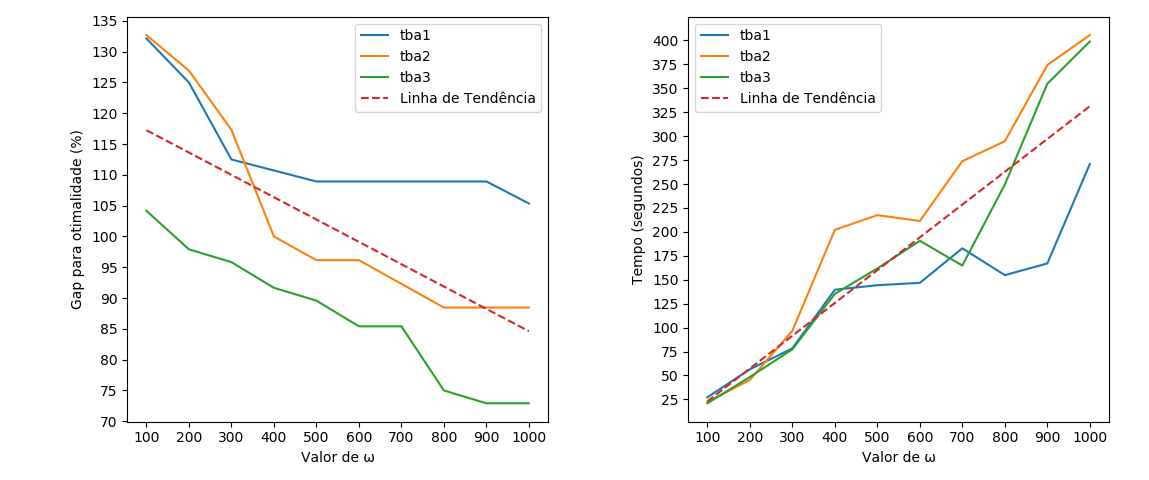 135
130
125
120
115
110
105
100
95
90
85
80
75
70
Gap para otimalidade (%)
tba1
tba2
tba3
Linha de Tendência
100 200 300 400 500 600 700 800 900 1000
Valor de ω
400
375
350
325
300
275
250
225
200
175
150
125
100
75
50
25
Tempo (segundos)
tba1
tba2
tba3
Linha de Tendência
100 200 300 400 500 600 700 800 900 1000
Valor de ω